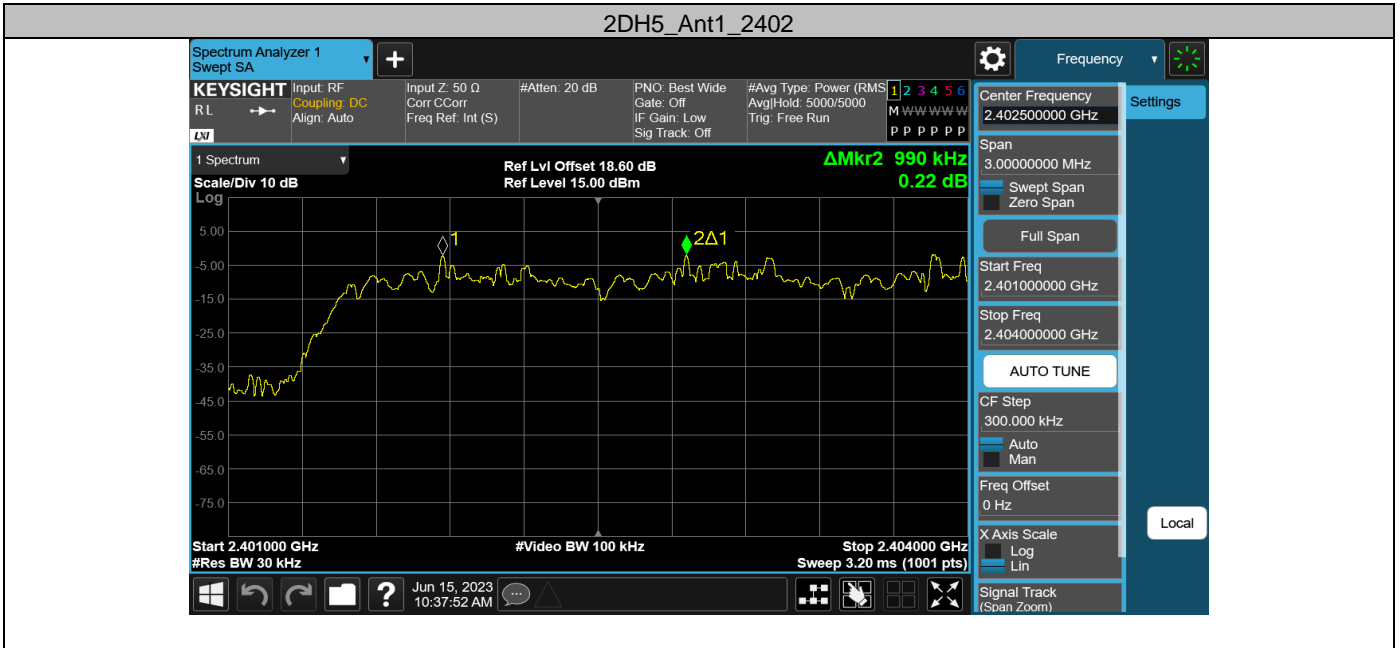 2DH5_Ant1_2402
Spectrum Analyzer 1
Swept SA
+
Frequency
KEYSIGHT
RL
LXI
Input: RF
Coupling: DC
Align: Auto
Input Z: 50 Ω
Corr CCorr
Freq Ref: Int (S)
#Atten: 20 dB
PNO: Best Wide
Gate: Off
IF Gain: Low
Sig Track: Off
#Avg Type: Power (RMS
Avg|Hold: 5000/5000
Trig: Free Run
1 2 3 4 5 6
M W W W W W
P P P P P P
1 Spectrum
Scale/Div 10 dB
Log
Ref Lvl Offset 18.60 dB
Ref Level 15.00 dBm
ΔMkr2 990 kHz
0.22 dB
1
2Δ1
5.00
-5.00
-15.0
-25.0
-35.0
-45.0
-55.0
-65.0
-75.0
Start 2.401000 GHz
#Res BW 30 kHz
#Video BW 100 kHz
Stop 2.404000 GHz
Sweep 3.20 ms (1001 pts)
Center Frequency
2.402500000 GHz
Span
3.00000000 MHz
Swept Span
Zero Span
Full Span
Start Freq
2.401000000 GHz
Stop Freq
2.404000000 GHz
AUTO TUNE
CF Step
300.000 kHz
Auto
Man
Freq Offset
0 Hz
X Axis Scale
Log
Lin
Signal Track
(Span Zoom)
Settings
Local
?
Jun 15, 2023
10:37:52 AM